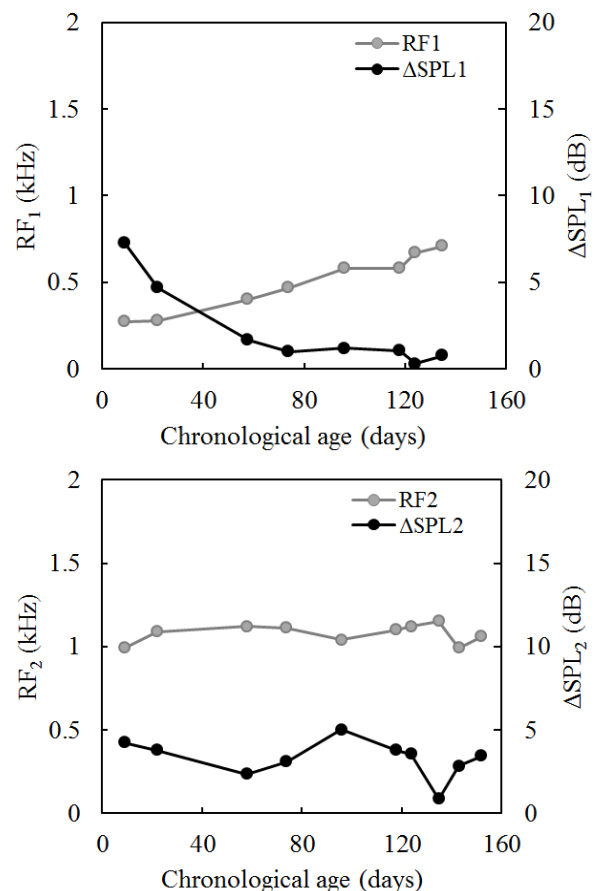 2
20
RF1
ΔSPL1
1.5
15
RF₁ (kHz)
1
10
ΔSPL₁ (dB)
0.5
5
0
0
0 40 80 120 160
Chronological age (days)
2
20
RF2
ΔSPL2
1.5
15
RF₂ (kHz)
1
10
ΔSPL₂ (dB)
0.5
5
0
0
0 40 80 120 160
Chronological age (days)